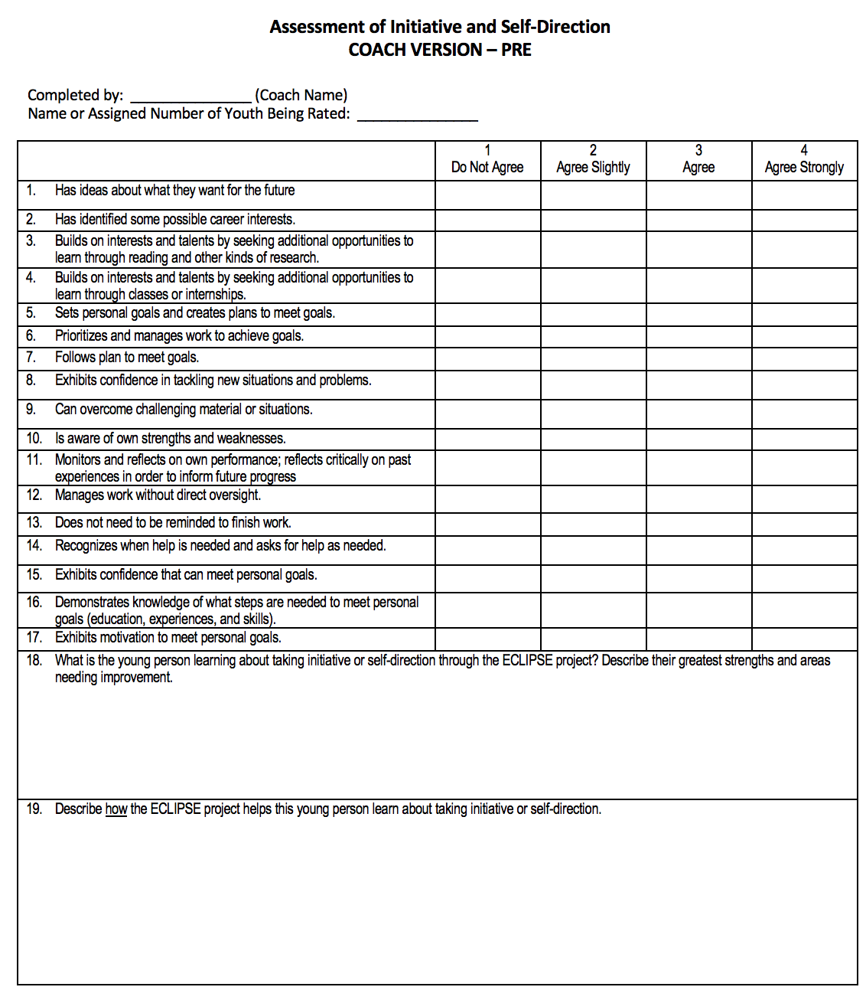 Assessment of Initiative and Self-Direction
COACH VERSION – PRE
Completed by: _______________ (Coach Name)
Name or Assigned Number of Youth Being Rated: _______________
1 2 3 4
Do Not Agree Agree Slightly Agree Agree Strongly
1. Has ideas about what they want for the future
2. Has identified some possible career interests.
3. Builds on interests and talents by seeking additional opportunities to
learn through reading and other kinds of research.
4. Builds on interests and talents by seeking additional opportunities to
learn through classes or internships.
5. Sets personal goals and creates plans to meet goals.
6. Prioritizes and manages work to achieve goals.
7. Follows plan to meet goals.
8. Exhibits confidence in tackling new situations and problems.
9. Can overcome challenging material or situations.
10. Is aware of own strengths and weaknesses.
11. Monitors and reflects on own performance; reflects critically on past
experiences in order to inform future progress
12. Manages work without direct oversight.
13. Does not need to be reminded to finish work.
14. Recognizes when help is needed and asks for help as needed.
15. Exhibits confidence that can meet personal goals.
16. Demonstrates knowledge of what steps are needed to meet personal
goals (education, experiences, and skills).
17. Exhibits motivation to meet personal goals.
18. What is the young person learning about taking initiative or self-direction through the ECLIPSE project? Describe their greatest strengths and areas
needing improvement.
19. Describe how the ECLIPSE project helps this young person learn about taking initiative or self-direction.